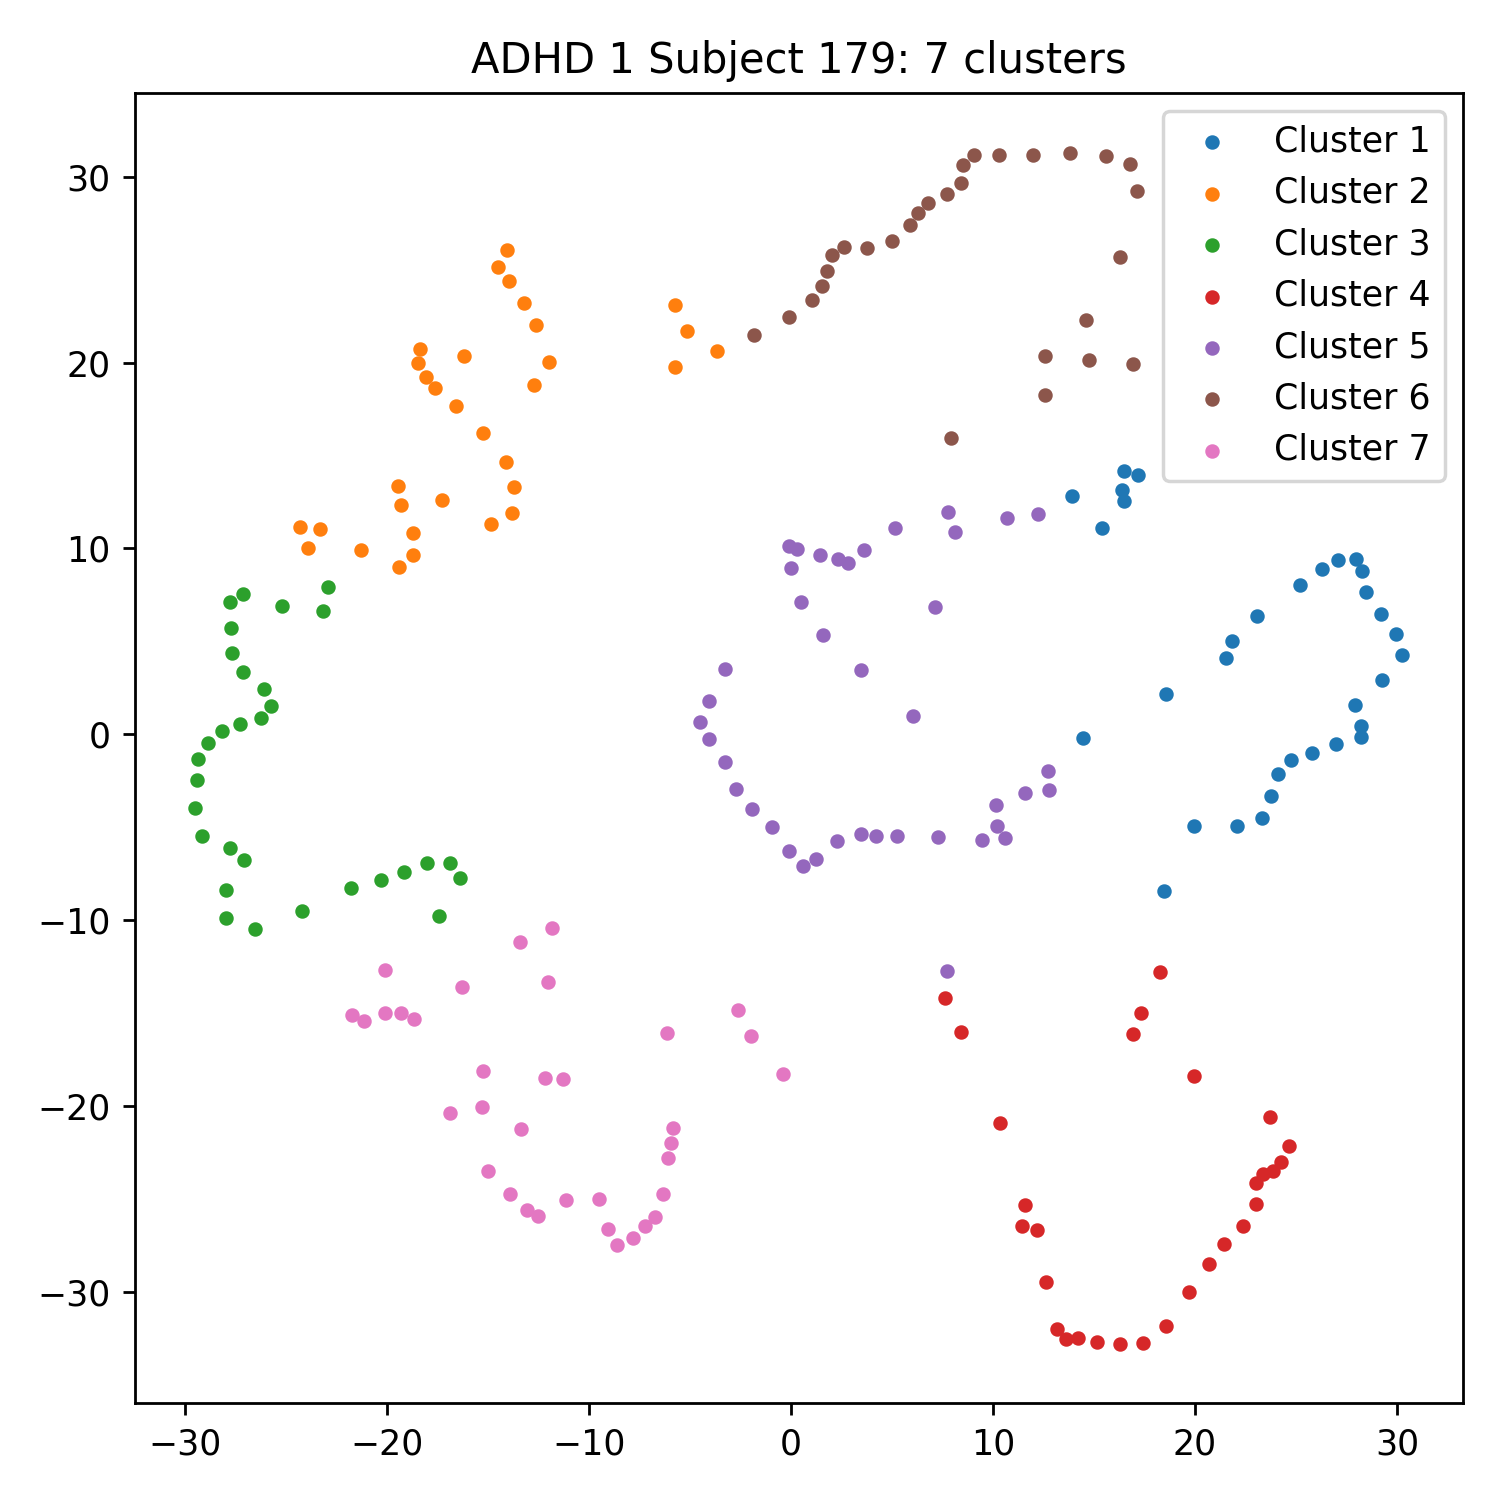 ADHD 1 Subject 179: 7 clusters
Cluster 1
Cluster 2
Cluster 3
Cluster 4
Cluster 5
Cluster 6
Cluster 7
30
20
10
0
−10
−20
−30
−30 −20 −10 0 10 20 30